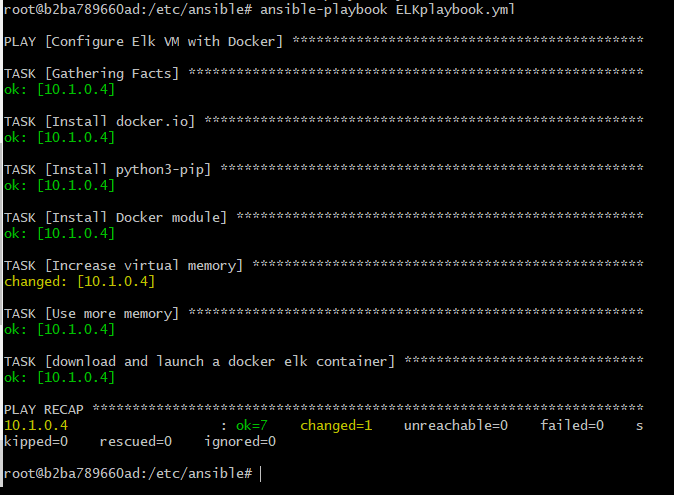 root@b2ba789660ad:/etc/ansible# ansible-playbook ELKplaybook.yml
PLAY [Configure Elk VM with Docker] ********************************************
TASK [Gathering Facts] *********************************************************
ok: [10.1.0.4]
TASK [Install docker.io] *******************************************************
ok: [10.1.0.4]
TASK [Install python3-pip] *****************************************************
ok: [10.1.0.4]
TASK [Install Docker module] ***************************************************
ok: [10.1.0.4]
TASK [Increase virtual memory] *************************************************
changed: [10.1.0.4]
TASK [Use more memory] *********************************************************
ok: [10.1.0.4]
TASK [download and launch a docker elk container] ******************************
ok: [10.1.0.4]
PLAY RECAP *********************************************************************
10.1.0.4                   : ok=7    changed=1    unreachable=0    failed=0    s
kipped=0    rescued=0    ignored=0
root@b2ba789660ad:/etc/ansible#